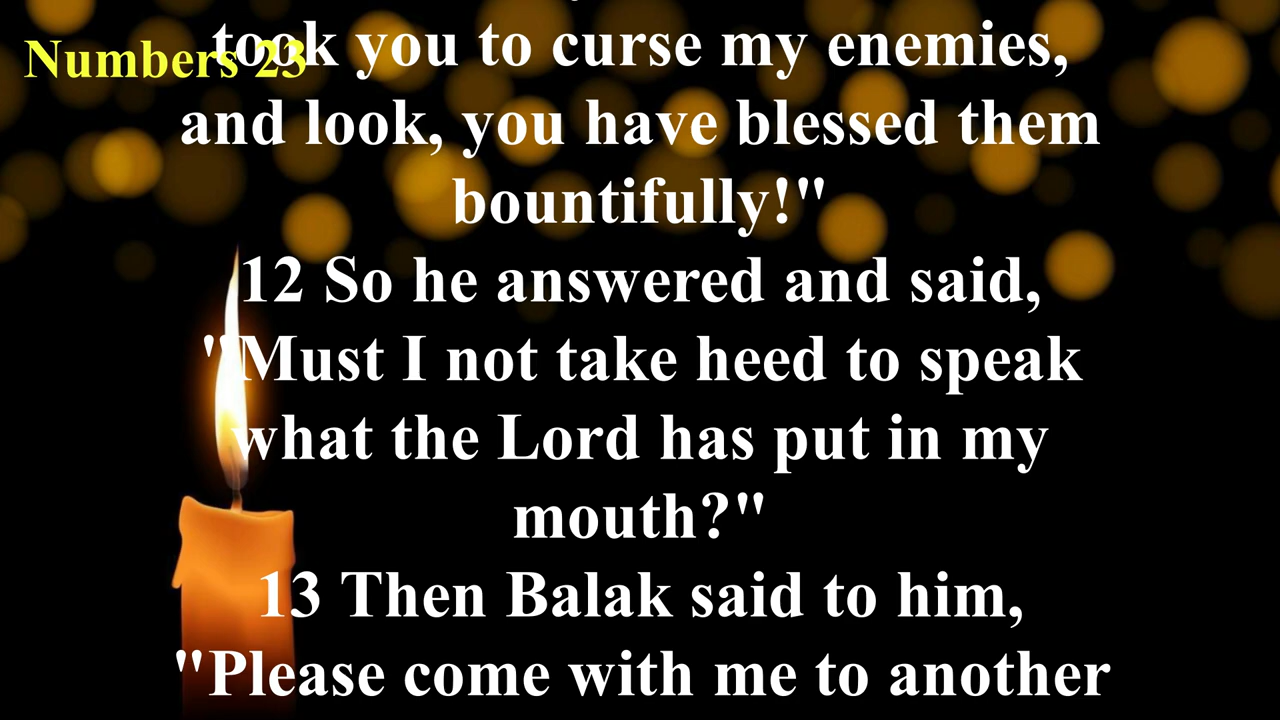 Numbers 23
took you to curse my enemies,
and look, you have blessed them
bountifully!"
12 So he answered and said,
"Must I not take heed to speak
what the Lord has put in my
mouth?"
13 Then Balak said to him,
"Please come with me to another